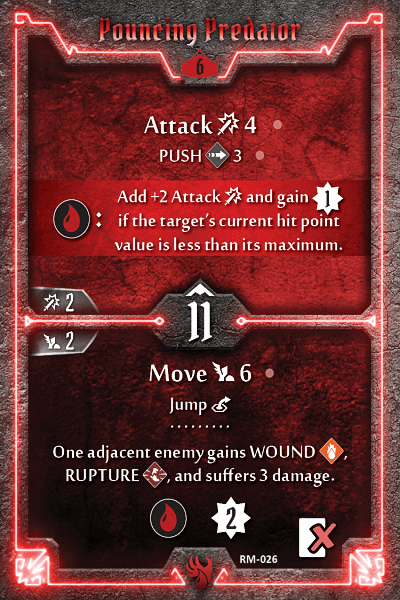 Pouncing Predator
6
Attack 4
PUSH 3
Add +2 Attack and gain 1
: if the target's current hit point
value is less than its maximum.
2
11
2
Move 6
Jump
One adjacent enemy gains WOUND ,
RUPTURE , and suffers 3 damage.
2
RM-026